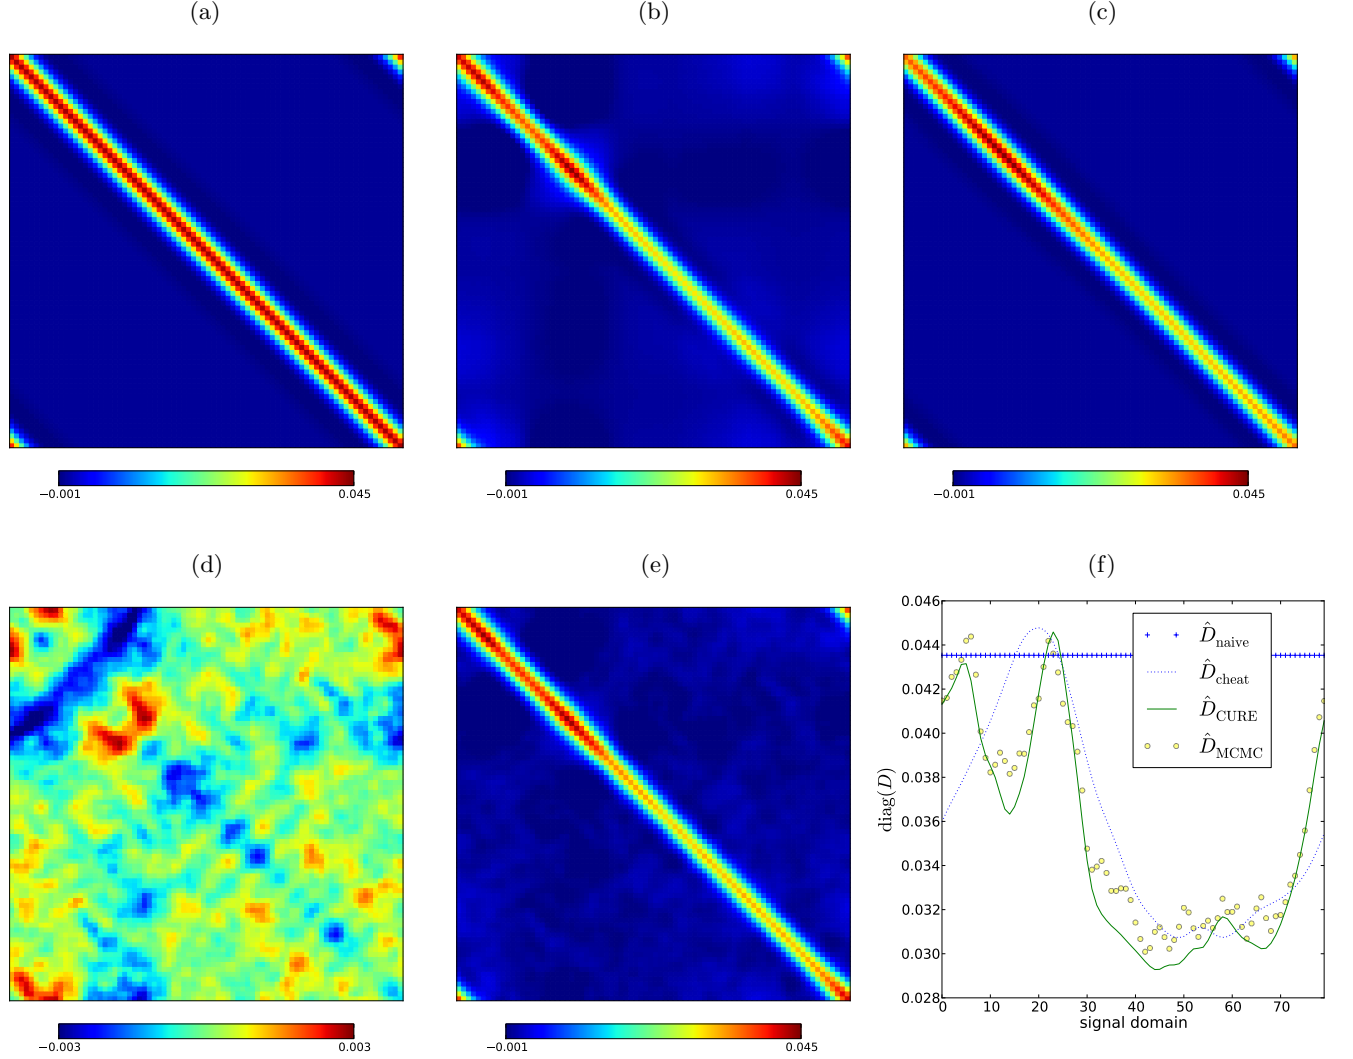 (a)
(b)
(c)
−0.001 0.045
−0.001 0.045
−0.001 0.045
(d)
(e)
(f)
−0.003 0.003
−0.001 0.045
diag(D)
0.046
0.044
0.042
0.040
0.038
0.036
0.034
0.032
0.030
0.028
0 10 20 30 40 50 60 70
signal domain
D̂naive
D̂cheat
D̂CURE
D̂MCMC